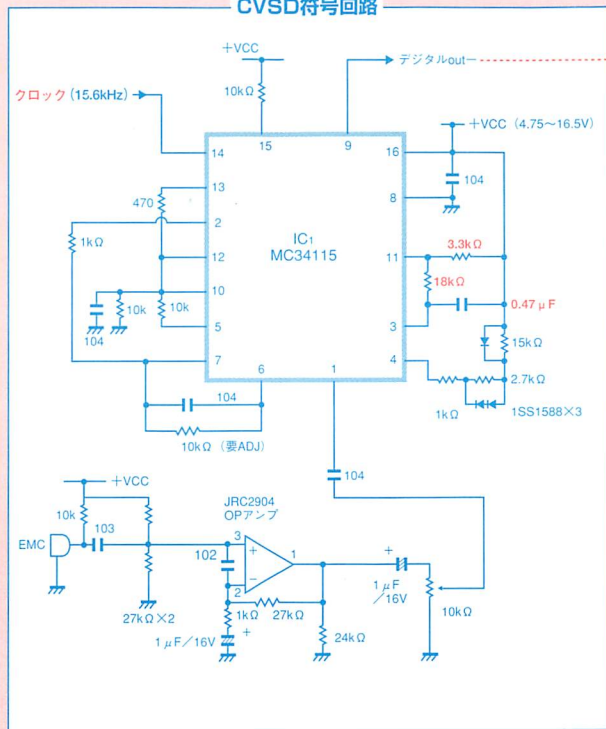 CVSD符号回路
+VCC
デジタルout
クロック(15.6kHz)
10kΩ
+VCC(4.75〜16.5V)
15
9
14
16
104
13
470
8
2
1kΩ
IC1
MC34115
3.3kΩ
12
11
18kΩ
10
0.47μF
10k
10k
104
5
3
15kΩ
7
4
6
1
2.7kΩ
104
1kΩ
1SS1588×3
10kΩ(要ADJ)
104
+VCC
JRC2904
OPアンプ
10k
103
EMC
3
+
102
1
+
−
2
1μF
/16V
10kΩ
1kΩ
27kΩ
27kΩ×2
+
24kΩ
1μF/16V